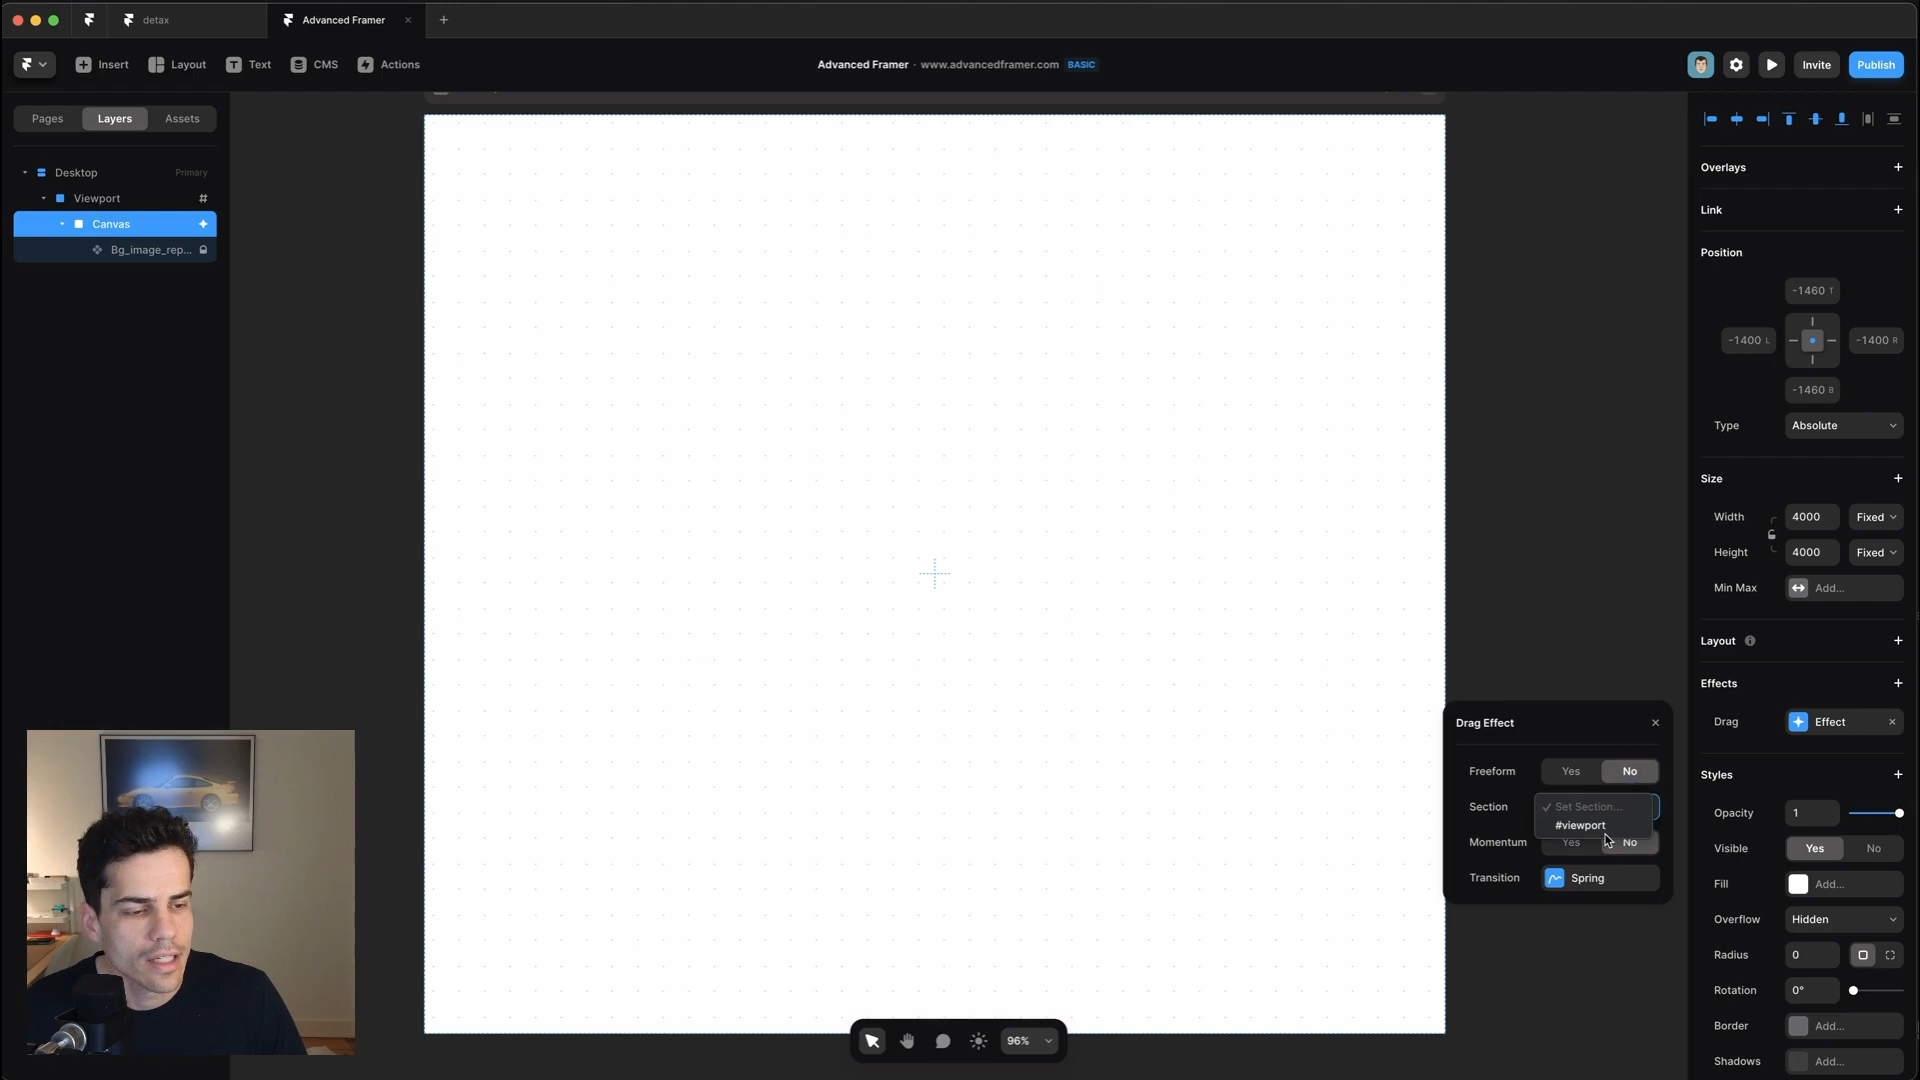 detax
Advanced Framer
Insert
Layout
Text
CMS
Actions
Advanced Framer · www.advancedframer.com BASIC
Invite
Publish
Pages
Layers
Assets
Desktop Primary
Viewport
Canvas
Bg_image_rep...
Overlays
Link
Position
-1460 T
-1400 L
-1400 R
-1460 B
Type Absolute
Size
Width 4000 Fixed
Height 4000 Fixed
Min Max Add...
Layout
Effects
Drag Effect
Drag Effect
Freeform Yes No
Section Set Section...
#viewport
Momentum Yes No
Transition Spring
Styles
Opacity 1
Visible Yes No
Fill Add...
Overflow Hidden
Radius 0
Rotation 0°
Border Add...
Shadows Add...
96%